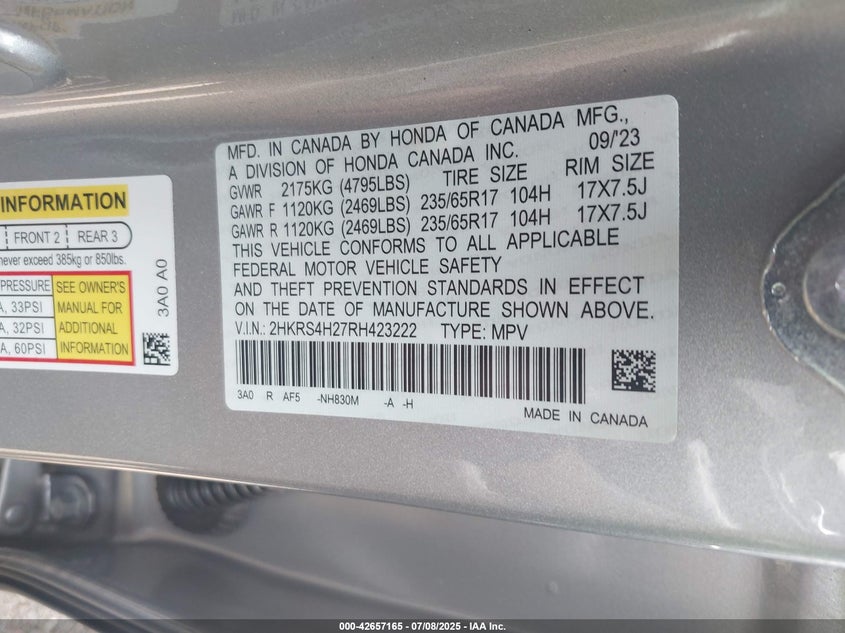 INFORMATION
FRONT 2 REAR 3
never exceed 385kg or 850lbs.
PRESSURE SEE OWNER'S
A, 33PSI MANUAL FOR
A, 32PSI ADDITIONAL
A, 60PSI INFORMATION
3A0 A0
MFD. IN CANADA BY HONDA OF CANADA MFG.,
A DIVISION OF HONDA CANADA INC. 09/'23
GVWR 2175KG (4795LBS) TIRE SIZE RIM SIZE
GAWR F 1120KG (2469LBS) 235/65R17 104H 17X7.5J
GAWR R 1120KG (2469LBS) 235/65R17 104H 17X7.5J
THIS VEHICLE CONFORMS TO ALL APPLICABLE
FEDERAL MOTOR VEHICLE SAFETY
AND THEFT PREVENTION STANDARDS IN EFFECT
ON THE DATE OF MANUFACTURE SHOWN ABOVE.
V.I.N.: 2HKRS4H27RH423222 TYPE: MPV
3A0 R AF5 -NH830M -A -H
MADE IN CANADA
000-42657165 | 07/08/2025 | IAA Inc.